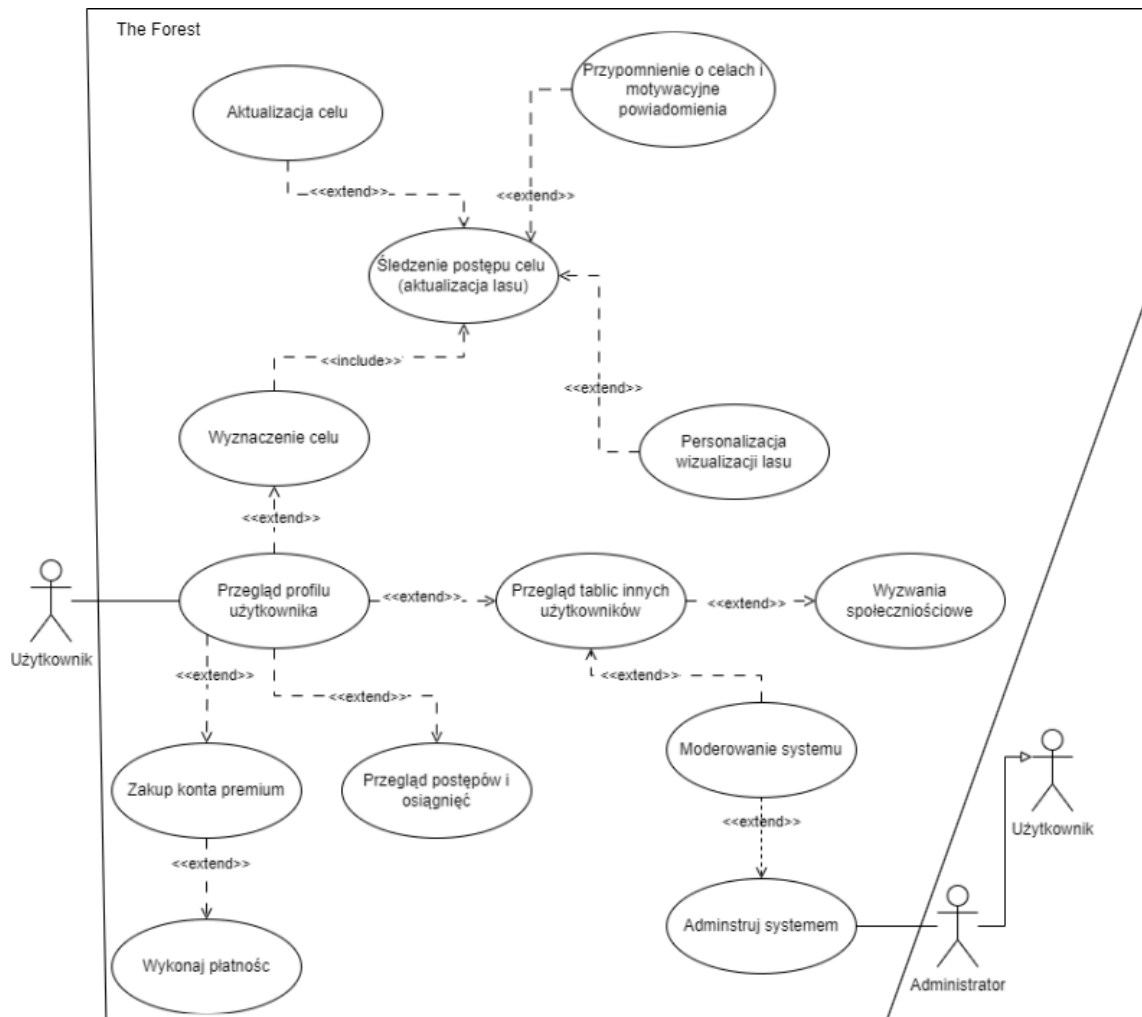 The Forest
Przypomnienie o celach i
motywacyjne
powiadomienia
Aktualizacja celu
<<extend>>
<<extend>>
Śledzenie postępu celu
(aktualizacja lasu)
<<include>>
<<extend>>
Wyznaczenie celu
Personalizacja
wizualizacji lasu
<<extend>>
Przegląd profilu
użytkownika
<<extend>>
Przegląd tablic innych
użytkowników
<<extend>>
Wyzwania
społecznościowe
Użytkownik
<<extend>>
<<extend>>
<<extend>>
Zakup konta premium
Przegląd postępów i
osiągnięć
Moderowanie systemu
Użytkownik
<<extend>>
<<extend>>
Adminstruj systemem
Wykonaj płatnośc
Administrator